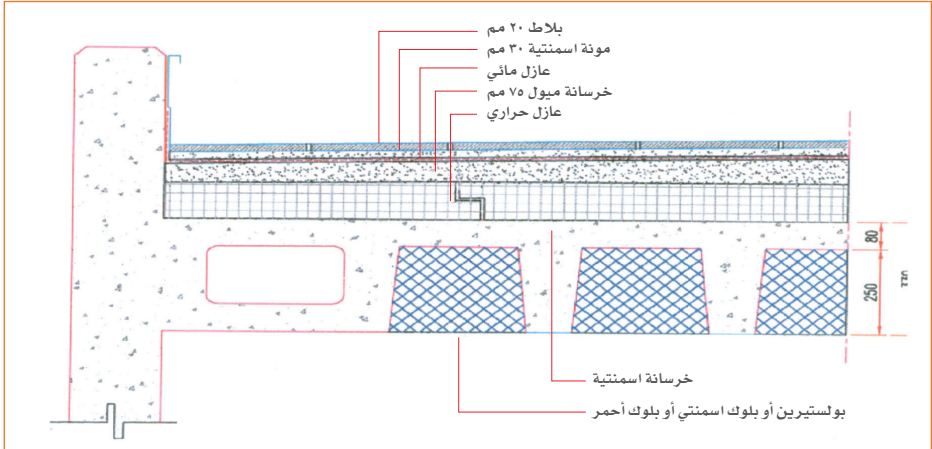 بلاط ٢٠ مم
مونة اسمنتية ٣٠ مم
عازل مائي
خرسانة ميول ٧٥ مم
عازل حراري
80
250
خرسانة اسمنتية
بولستيرين أو بلوك اسمنتي أو بلوك أحمر